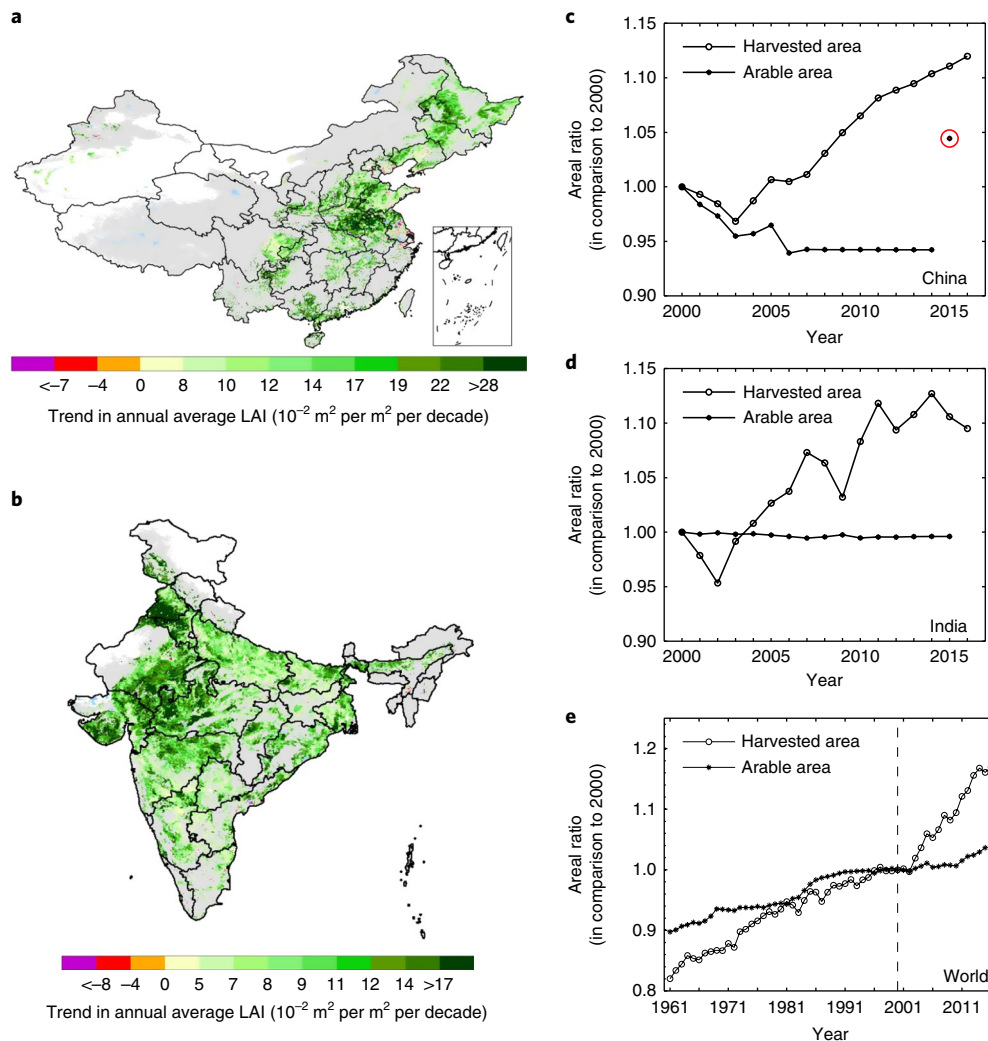 a
<–7 –4 0 8 10 12 14 17 19 22 >28
Trend in annual average LAI (10⁻² m² per m² per decade)
b
<–8 –4 0 5 7 9 11 12 14 >17
Trend in annual average LAI (10⁻² m² per m² per decade)
c
1.15
1.10
1.05
1.00
0.95
0.90
Areal ratio
(in comparison to 2000)
Harvested area
Arable area
China
2000 2005 2010 2015
Year
d
1.15
1.10
1.05
1.00
0.95
0.90
Areal ratio
(in comparison to 2000)
Harvested area
Arable area
India
2000 2005 2010 2015
Year
e
1.2
1.1
1.0
0.9
0.8
Areal ratio
(in comparison to 2000)
Harvested area
Arable area
World
1961 1971 1981 1991 2001 2011
Year